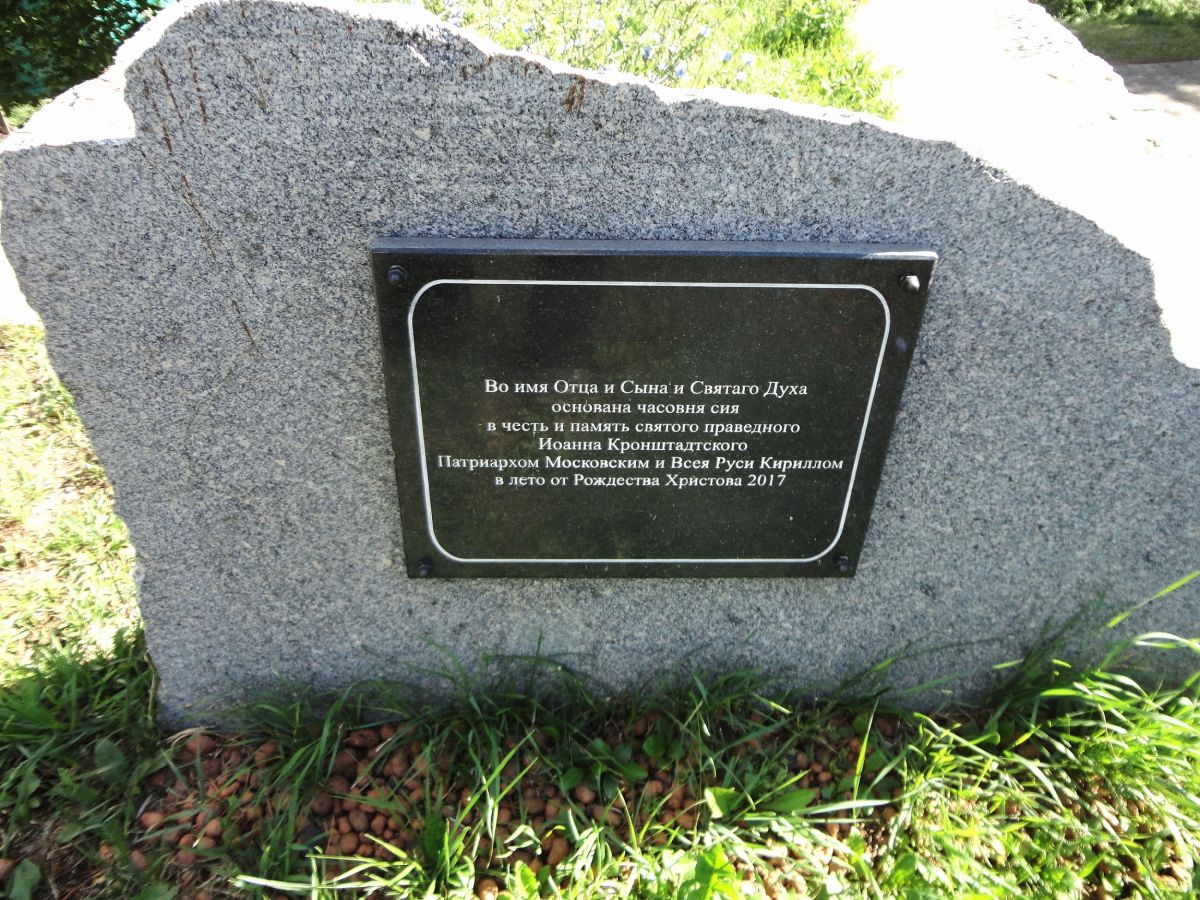 Во имя Отца и Сына и Святаго Духа
основана часовня сия
в честь и память святого праведного
Иоанна Кронштадтского
Патриархом Московским и Всея Руси Кириллом
в лето от Рождества Христова 2017